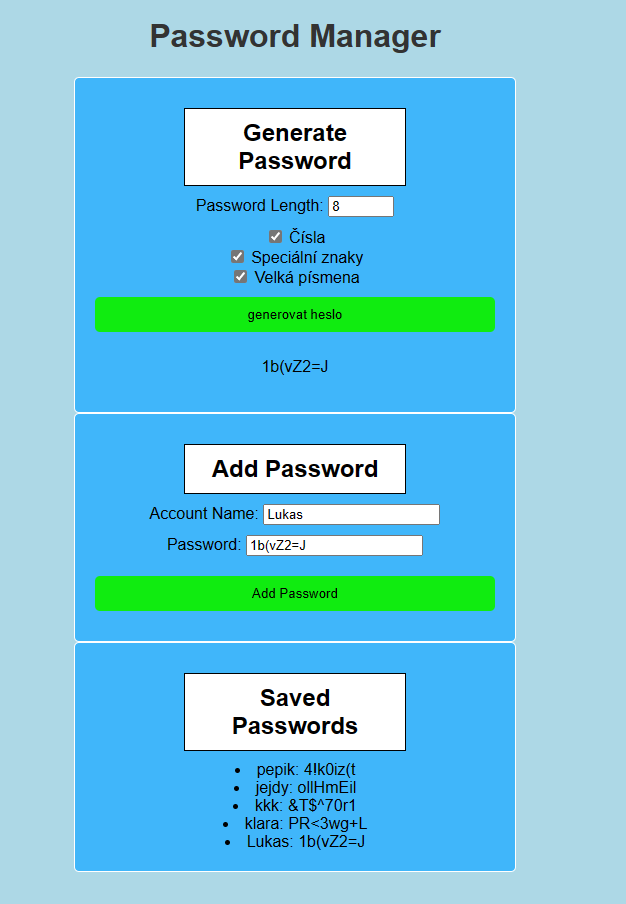 Password Manager
Generate
Password
Password Length: 8
Čísla
Speciální znaky
Velká písmena
generovat heslo
1b(vZ2=J
Add Password
Account Name: Lukas
Password: 1b(vZ2=J
Add Password
Saved
Passwords
pepik: 4!k0iz(t
jejdy: ollHmEil
kkk: &T$^70r1
klara: PR<3wg+L
Lukas: 1b(vZ2=J